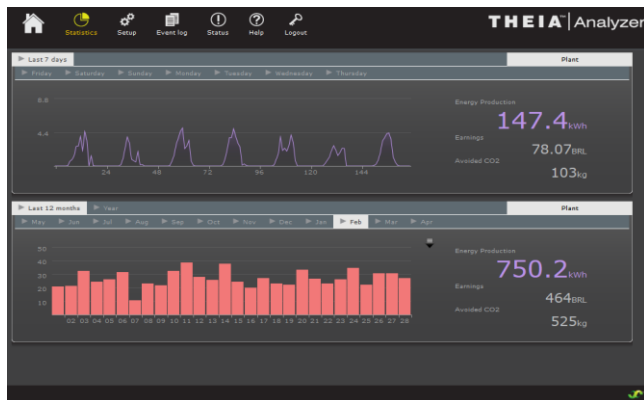 Statistics Setup Event log Status Help Logout
THEIA™ Analyzer
Last 7 days Plant
Friday Saturday Sunday Monday Tuesday Wednesday Thursday
8.8
4.4
24 48 72 96 120 144
Energy Production
147.4kWh
Earnings
78.07BRL
Avoided CO2
103kg
Last 12 months Year Plant
May Jun Jul Aug Sep Oct Nov Dec Jan Feb Mar Apr
50
40
30
20
10
02 03 04 05 06 07 08 09 10 11 12 13 14 15 16 17 18 19 20 21 22 23 24 25 26 27 28
Energy Production
750.2kWh
Earnings
464BRL
Avoided CO2
525kg